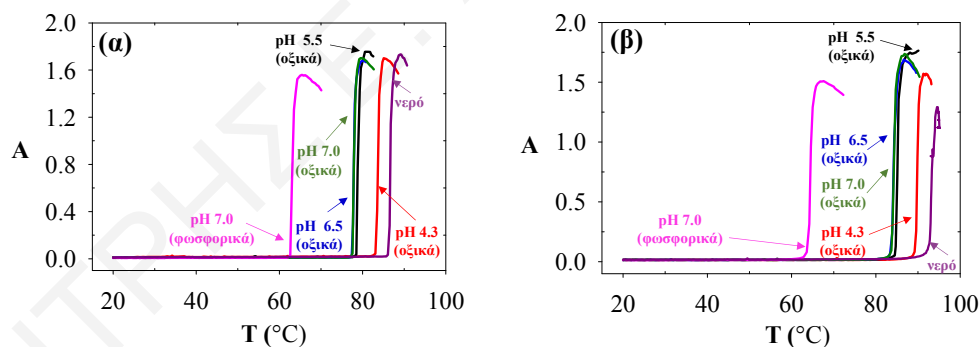 ΙΤΡΗΣ Ε.
(α)
2.0
1.6
1.2
0.8
0.4
0.0
A
pH 5.5
(οξικά)
νερό
pH 7.0
(οξικά)
pH 7.0
(φωσφορικά)
pH 6.5
(οξικά)
pH 4.3
(οξικά)
20
40
60
80
100
T (°C)
(β)
2.0
1.5
1.0
0.5
0.0
A
pH 5.5
(οξικά)
pH 6.5
(οξικά)
pH 7.0
(οξικά)
pH 7.0
(φωσφορικά)
pH 4.3
(οξικά)
νερό
20
40
60
80
100
T (°C)